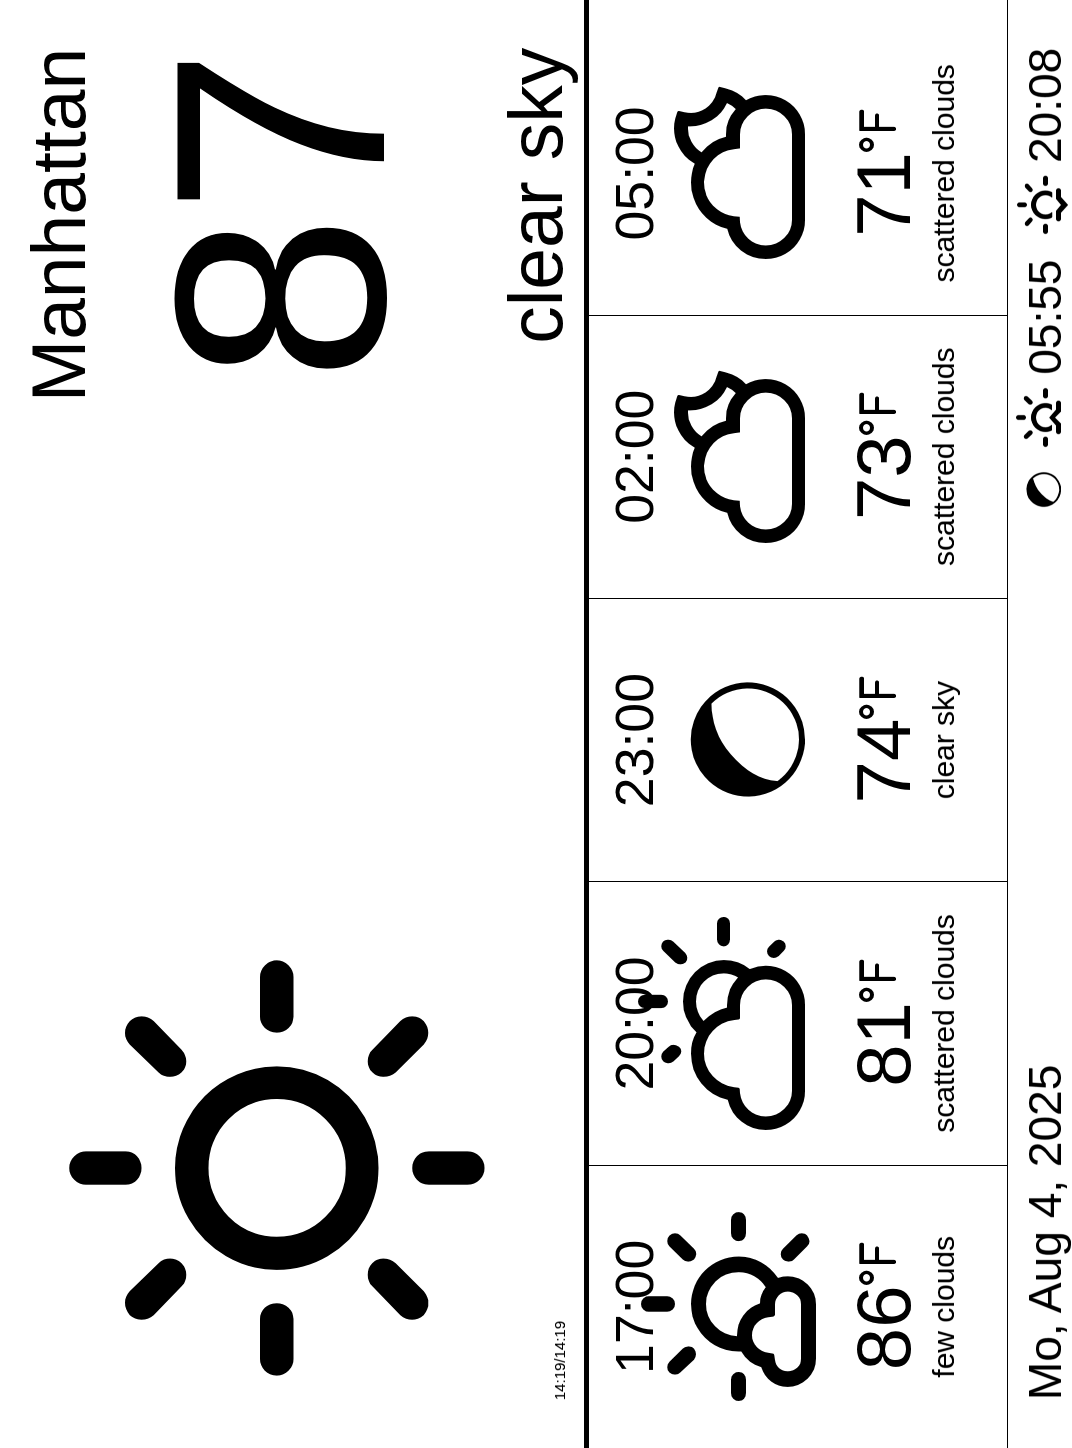 Manhattan
87
clear sky
14:19/14:19
17:00
86°F
few clouds
20:00
81°F
scattered clouds
23:00
74°F
clear sky
02:00
73°F
scattered clouds
05:00
71°F
scattered clouds
Mo, Aug 4, 2025
05:55 20:08